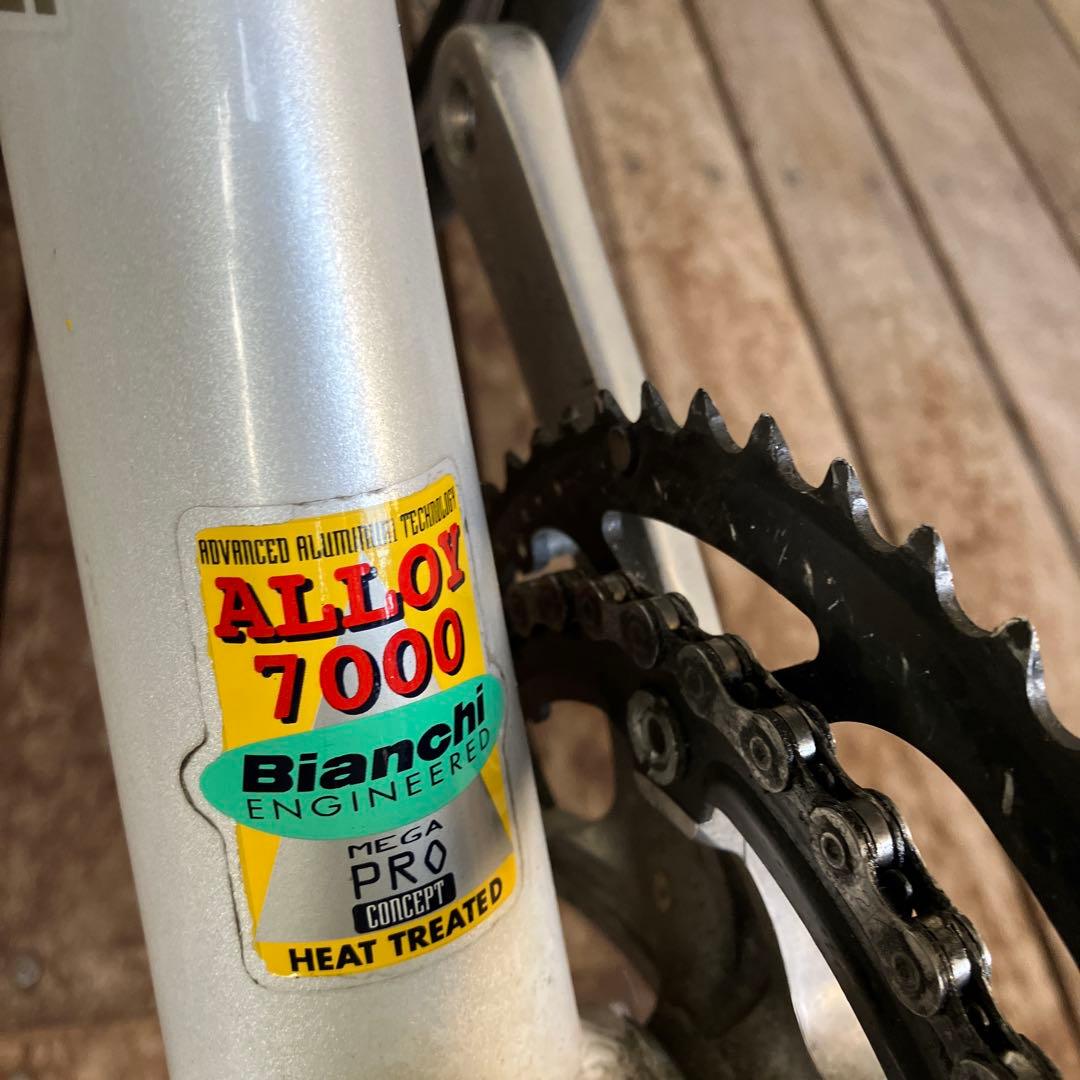 ADVANCED ALUMINIUM TECHNOLOGY
ALLOY
7000
Bianchi
ENGINEERED
MEGA
PRO
CONCEPT
HEAT TREATED